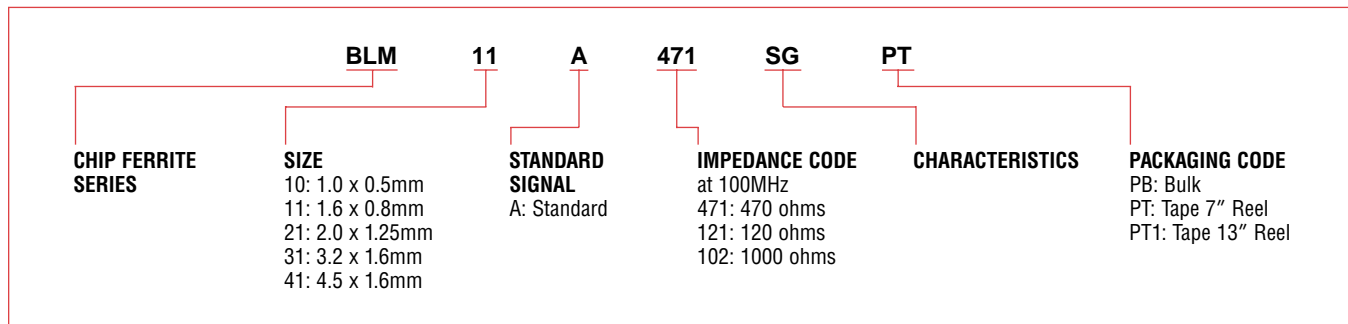 BLM 11 A 471 SG PT
CHIP FERRITE
SERIES
SIZE
10: 1.0 x 0.5mm
11: 1.6 x 0.8mm
21: 2.0 x 1.25mm
31: 3.2 x 1.6mm
41: 4.5 x 1.6mm
STANDARD
SIGNAL
A: Standard
IMPEDANCE CODE
at 100MHz
471: 470 ohms
121: 120 ohms
102: 1000 ohms
CHARACTERISTICS
PACKAGING CODE
PB: Bulk
PT: Tape 7″ Reel
PT1: Tape 13″ Reel